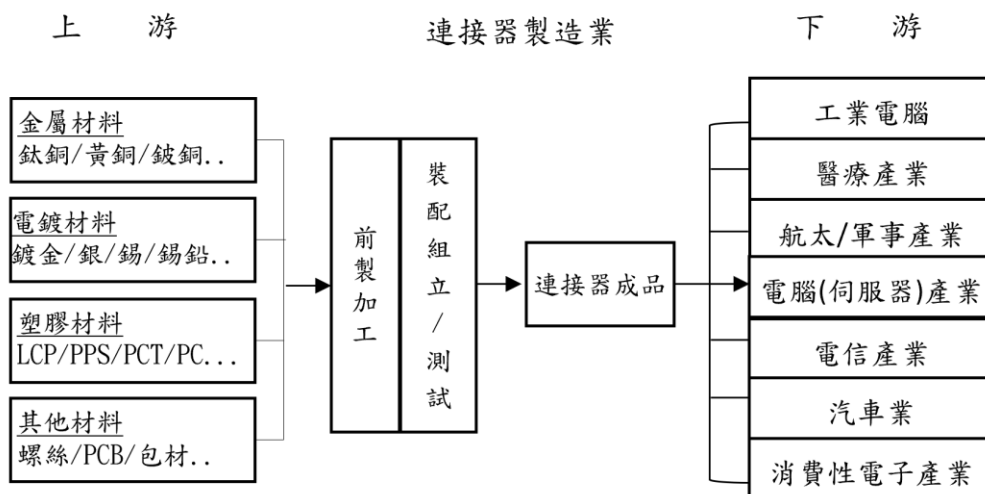 上 游
連接器製造業
下 游
金屬材料
鈦銅/黃銅/鈹銅..
電鍍材料
鍍金/銀/錫/錫鉛..
塑膠材料
LCP/PPS/PCT/PC...
其他材料
螺絲/PCB/包材..
前製加工
裝配組立/測試
連接器成品
工業電腦
醫療產業
航太/軍事產業
電腦(伺服器)產業
電信產業
汽車業
消費性電子產業